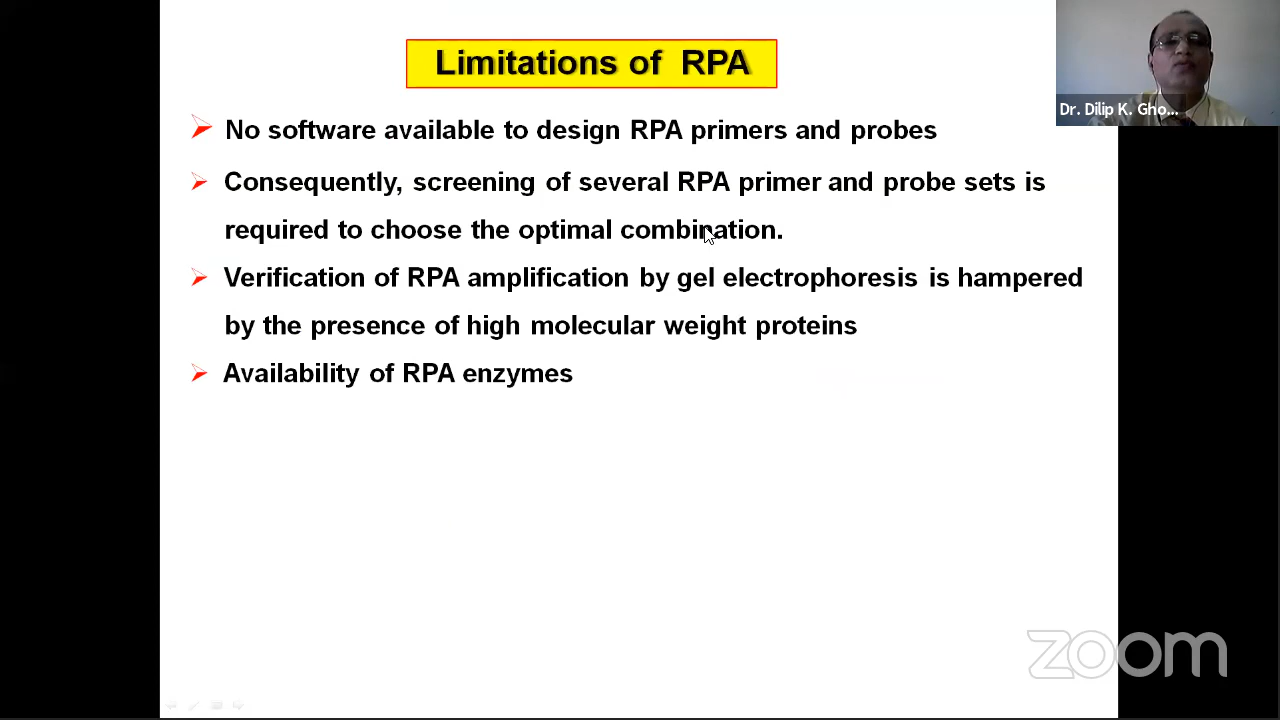 Limitations of RPA
Dr. Dilip K. Gho...
No software available to design RPA primers and probes
Consequently, screening of several RPA primer and probe sets is
required to choose the optimal combination.
Verification of RPA amplification by gel electrophoresis is hampered
by the presence of high molecular weight proteins
Availability of RPA enzymes
zoom